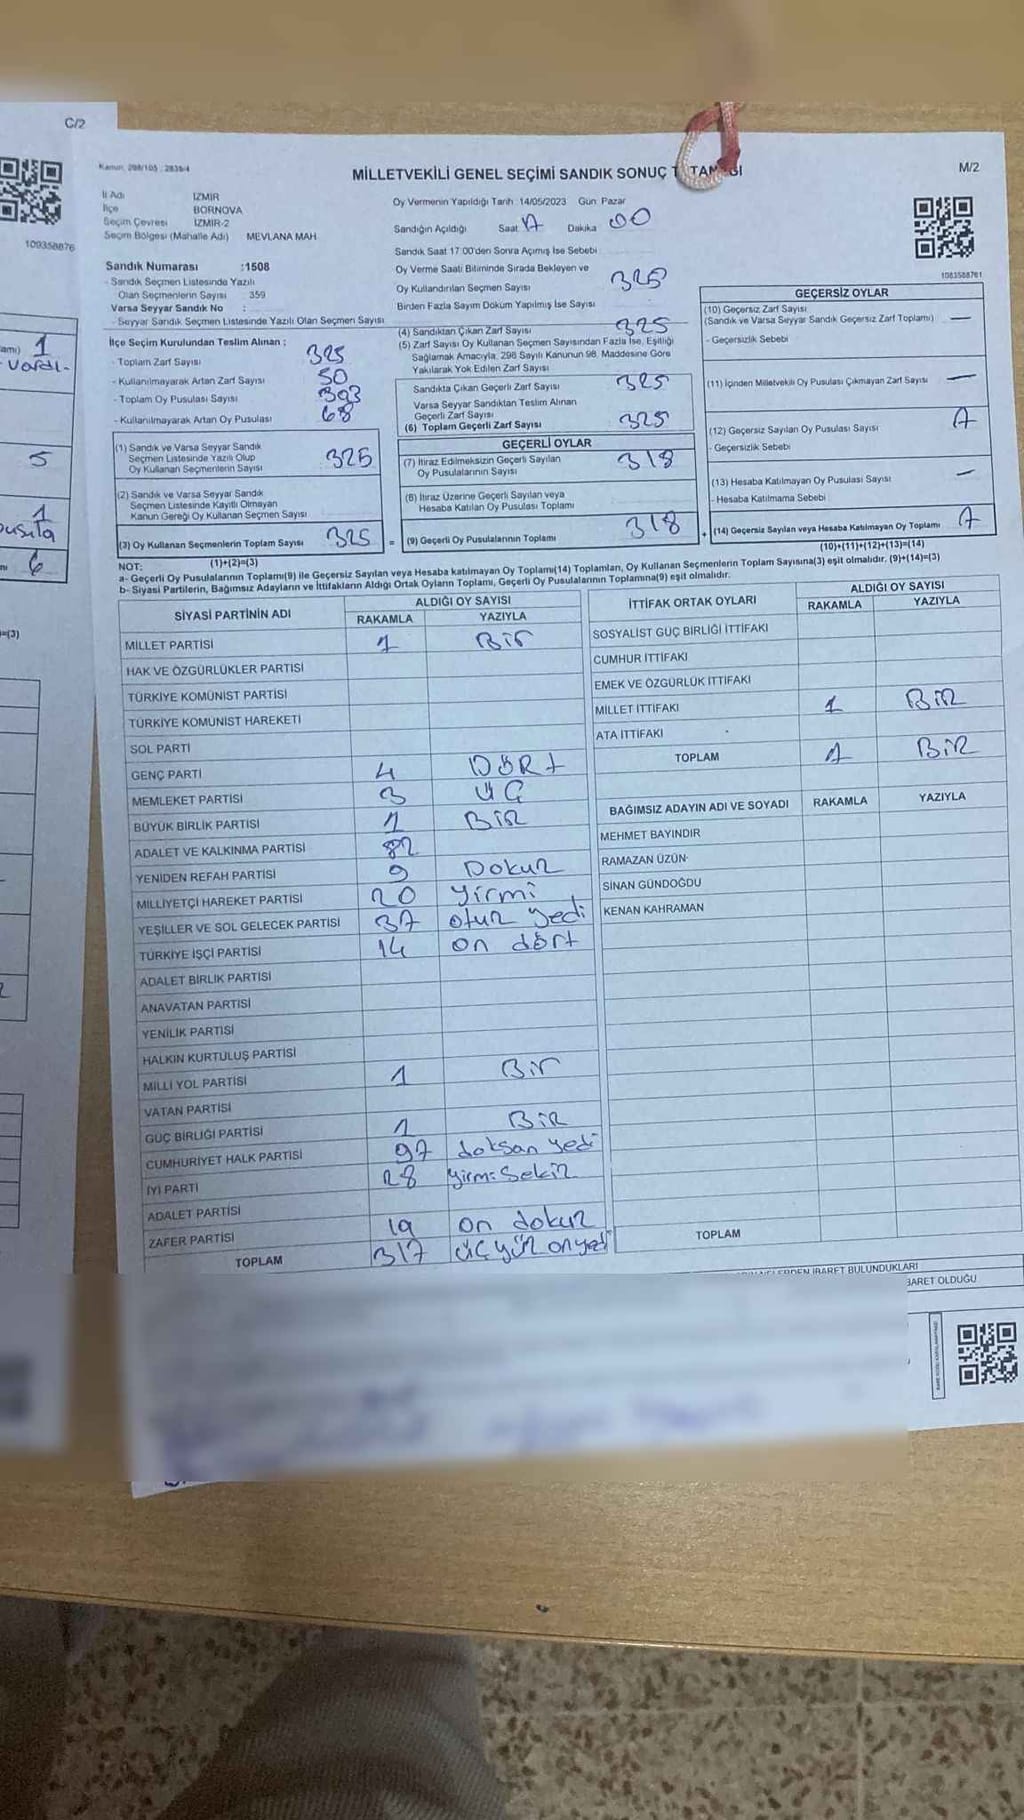 C/2
109358876
amı) 1
vardı-
5
1
pusula
6
)=(3)
Kanun: 298/105 : 2839/4
MİLLETVEKİLİ GENEL SEÇİMİ SANDIK SONUÇ
M/2
İl Adı İZMİR
İlçe BORNOVA
Seçim Çevresi İZMİR-2
Seçim Bölgesi (Mahalle Adı) MEVLANA MAH.
Oy Vermenin Yapıldığı Tarih 14/05/2023 Gün Pazar
Sandığın Açıldığı Saat 17 Dakika 00
Sandık Saat 17:00'den Sonra Açımış İse Sebebi
Sandık Numarası :1508
- Sandık Seçmen Listesinde Yazılı
Olan Seçmenlerin Sayısı : 359
Varsa Seyyar Sandık No :
- Seyyar Sandık Seçmen Listesinde Yazılı Olan Seçmen Sayısı
Oy Verme Saati Bitiminde Sırada Bekleyen ve
Oy Kullandırılan Seçmen Sayısı 325
Birden Fazla Sayım Döküm Yapılmış İse Sayısı
1083588761
İlçe Seçim Kurulundan Teslim Alınan ;
- Toplam Zarf Sayısı 325
- Kullanılmayarak Artan Zarf Sayısı 50
- Toplam Oy Pusulası Sayısı 393
- Kullanılmayarak Artan Oy Pusulası 68
(1) Sandık ve Varsa Seyyar Sandık
Seçmen Listesinde Yazılı Olup
Oy Kullanan Seçmenlerin Sayısı 325
(2) Sandık ve Varsa Seyyar Sandık
Seçmen Listesinde Kayıtlı Olmayan
Kanun Gereği Oy Kullanan Seçmen Sayısı
(3) Oy Kullanan Seçmenlerin Toplam Sayısı 325 =
(1)+(2)=(3)
(4) Sandıktan Çıkan Zarf Sayısı 325
(5) Zarf Sayısı Oy Kullanan Seçmen Sayısından Fazla İse, Eşitliği
Sağlamak Amacıyla, 298 Sayılı Kanunun 98. Maddesine Göre
Yakılarak Yok Edilen Zarf Sayısı
Sandıkta Çıkan Geçerli Zarf Sayısı 325
Varsa Seyyar Sandıktan Teslim Alınan
Geçerli Zarf Sayısı
(6) Toplam Geçerli Zarf Sayısı 325
GEÇERLİ OYLAR
(7) İtiraz Edilmeksizin Geçerli Sayılan
Oy Pusulalarının Sayısı 318
(8) İtiraz Üzerine Geçerli Sayılan veya
Hesaba Katılan Oy Pusulası Toplamı
(9) Geçerli Oy Pusulalarının Toplamı 318 +
GEÇERSİZ OYLAR
(10) Geçersiz Zarf Sayısı
(Sandık ve Varsa Seyyar Sandık Geçersiz Zarf Toplamı) —
- Geçersizlik Sebebi
(11) İçinden Milletvekili Oy Pusulası Çıkmayan Zarf Sayısı —
(12) Geçersiz Sayılan Oy Pusulası Sayısı 7
- Geçersizlik Sebebi
(13) Hesaba Katılmayan Oy Pusulası Sayısı —
- Hesaba Katılmama Sebebi
(14) Geçersiz Sayılan veya Hesaba Katılmayan Oy Toplamı 7
(10)+(11)+(12)+(13)=(14)
NOT:
a- Geçerli Oy Pusulalarının Toplamı(9) ile Geçersiz Sayılan veya Hesaba katılmayan Oy Toplamı(14) Toplamları, Oy Kullanan Seçmenlerin Toplam Sayısına(3) eşit olmalıdır. (9)+(14)=(3)
b- Siyasi Partilerin, Bağımsız Adayların ve İttifakların Aldığı Ortak Oyların Toplamı, Geçerli Oy Pusulalarının Toplamına(9) eşit olmalıdır.
SİYASİ PARTİNİN ADI ALDIĞI OY SAYISI
RAKAMLA YAZIYLA
MİLLET PARTİSİ 1 Bir
HAK VE ÖZGÜRLÜKLER PARTİSİ
TÜRKİYE KOMÜNİST PARTİSİ
TÜRKİYE KOMÜNİST HAREKETİ
SOL PARTİ
GENÇ PARTİ 4 DÖRT
MEMLEKET PARTİSİ 3 ÜÇ
BÜYÜK BİRLİK PARTİSİ 1 BİR
ADALET VE KALKINMA PARTİSİ 82
YENİDEN REFAH PARTİSİ 9 Dokuz
MİLLİYETÇİ HAREKET PARTİSİ 20 yirmi
YEŞİLLER VE SOL GELECEK PARTİSİ 37 otuz yedi
TÜRKİYE İŞÇİ PARTİSİ 14 on dört
ADALET BİRLİK PARTİSİ
ANAVATAN PARTİSİ
YENİLİK PARTİSİ
HALKIN KURTULUŞ PARTİSİ
MİLLİ YOL PARTİSİ 1 Bir
VATAN PARTİSİ
GÜÇ BİRLİĞİ PARTİSİ 1 BİR
CUMHURİYET HALK PARTİSİ 97 doksan yedi
İYİ PARTİ 28 yirmi sekiz
ADALET PARTİSİ
ZAFER PARTİSİ 19 on dokuz
TOPLAM 317 üçyüz onyedi
İTTİFAK ORTAK OYLARI ALDIĞI OY SAYISI
RAKAMLA YAZIYLA
SOSYALİST GÜÇ BİRLİĞİ İTTİFAKI
CUMHUR İTTİFAKI
EMEK VE ÖZGÜRLÜK İTTİFAKI
MİLLET İTTİFAKI 1 BİR
ATA İTTİFAKI
TOPLAM 1 BİR
BAĞIMSIZ ADAYIN ADI VE SOYADI RAKAMLA YAZIYLA
MEHMET BAYINDIR
RAMAZAN ÜZÜN
SİNAN GÜNDOĞDU
KENAN KAHRAMAN
TOPLAM
İBARET BULUNDUKLARI
BARET OLDUĞU